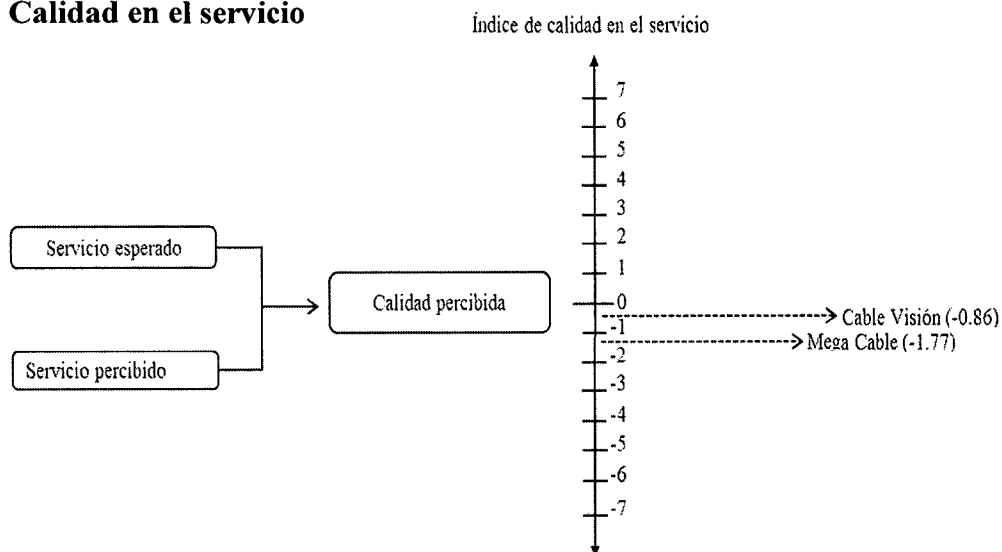 Calidad en el servicio
Índice de calidad en el servicio
7
6
5
4
3
2
1
0
-1
-2
-3
-4
-5
-6
-7
Servicio esperado
Calidad percibida
Servicio percibido
Cable Visión (-0.86)
Mega Cable (-1.77)